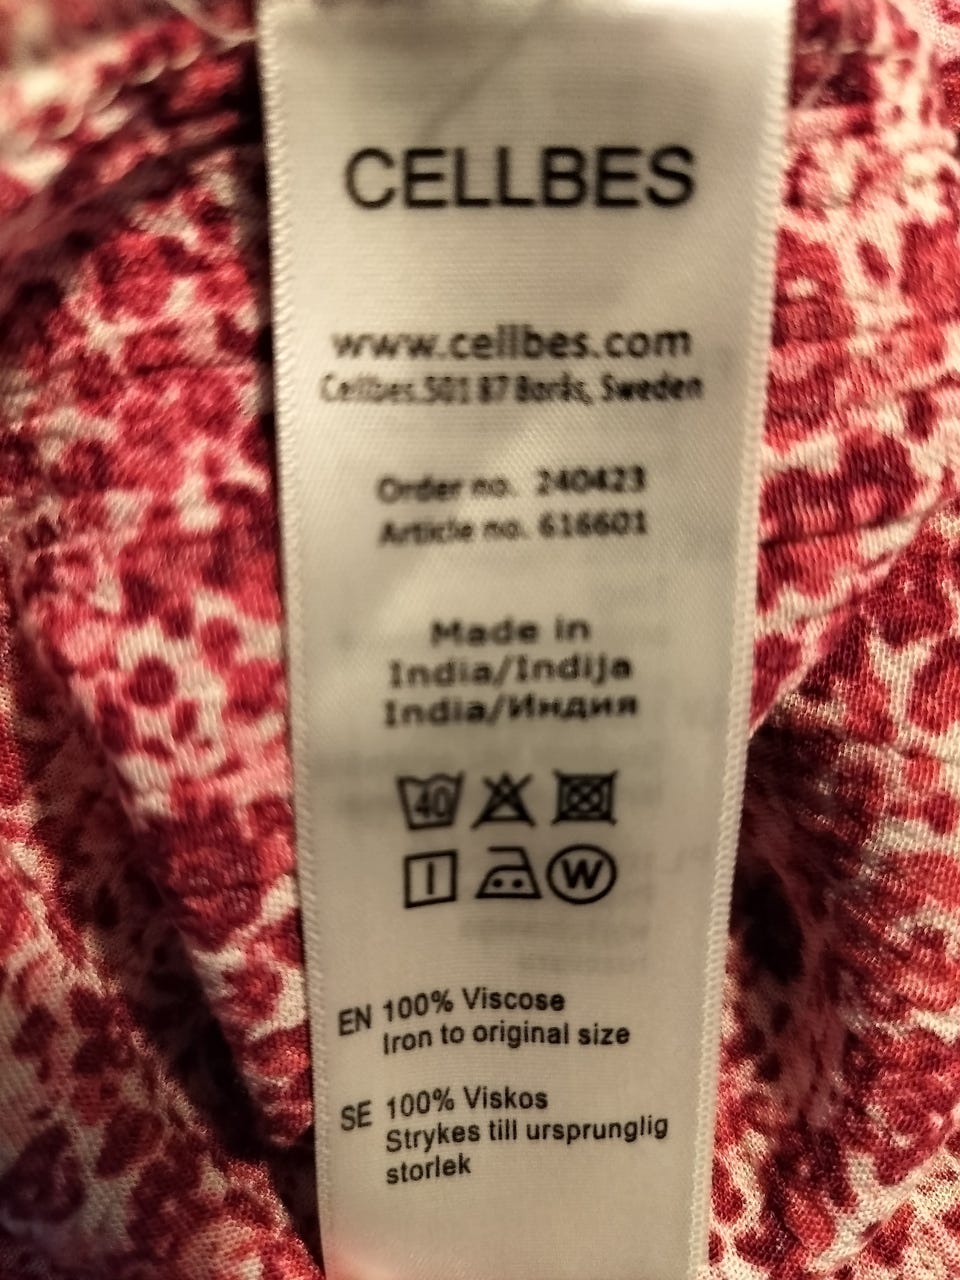 CELLBES
www.cellbes.com
Cellbes.501 87 Borås, Sweden
Order no. 240423
Article no. 616601
Made in
India/Indija
India/Индия
40
W
EN 100% Viscose
Iron to original size
SE 100% Viskos
Strykes till ursprunglig
storlek